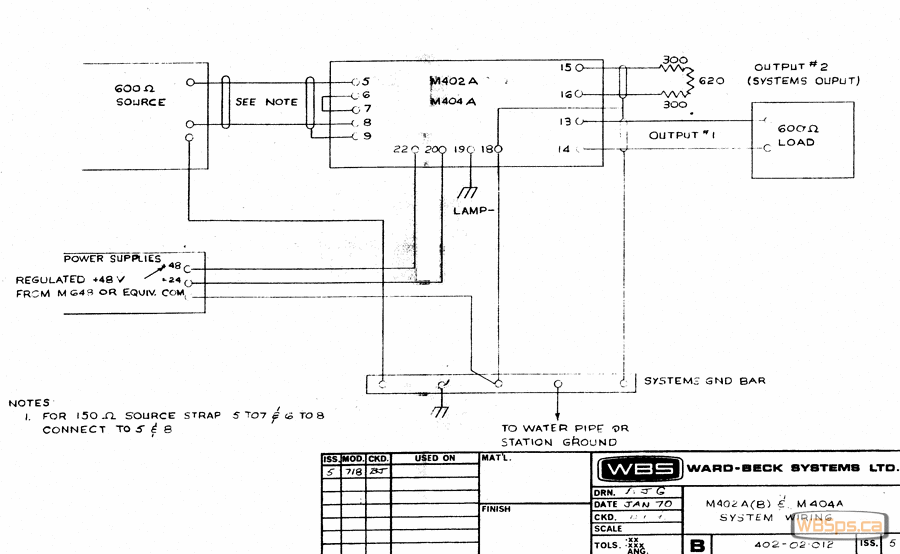 600Ω
SOURCE
SEE NOTE
5
6
7
8
9
M402A
M404A
15
16
13
14
22 20 19 18
LAMP-
300
620
300
OUTPUT #2
(SYSTEMS OUPUT)
OUTPUT #1
600Ω
LOAD
POWER SUPPLIES
+48
+24
REGULATED +48 V
FROM M648 OR EQUIV. COM
SYSTEMS GND BAR
TO WATER PIPE OR
STATION GROUND
NOTES:
1. FOR 150 Ω SOURCE STRAP 5 TO 7 & 6 TO 8
CONNECT TO 5 & 8
ISS. MOD. CKD. USED ON
5 718
MAT'L.
FINISH
WBS WARD-BECK SYSTEMS LTD.
DRN.
DATE JAN 70
CKD.
SCALE
TOLS. .XX
.XXX
ANG.
M402A(B) & M404A
SYSTEM WIRING
WBSps.ca
B 402-02-012 ISS. 5